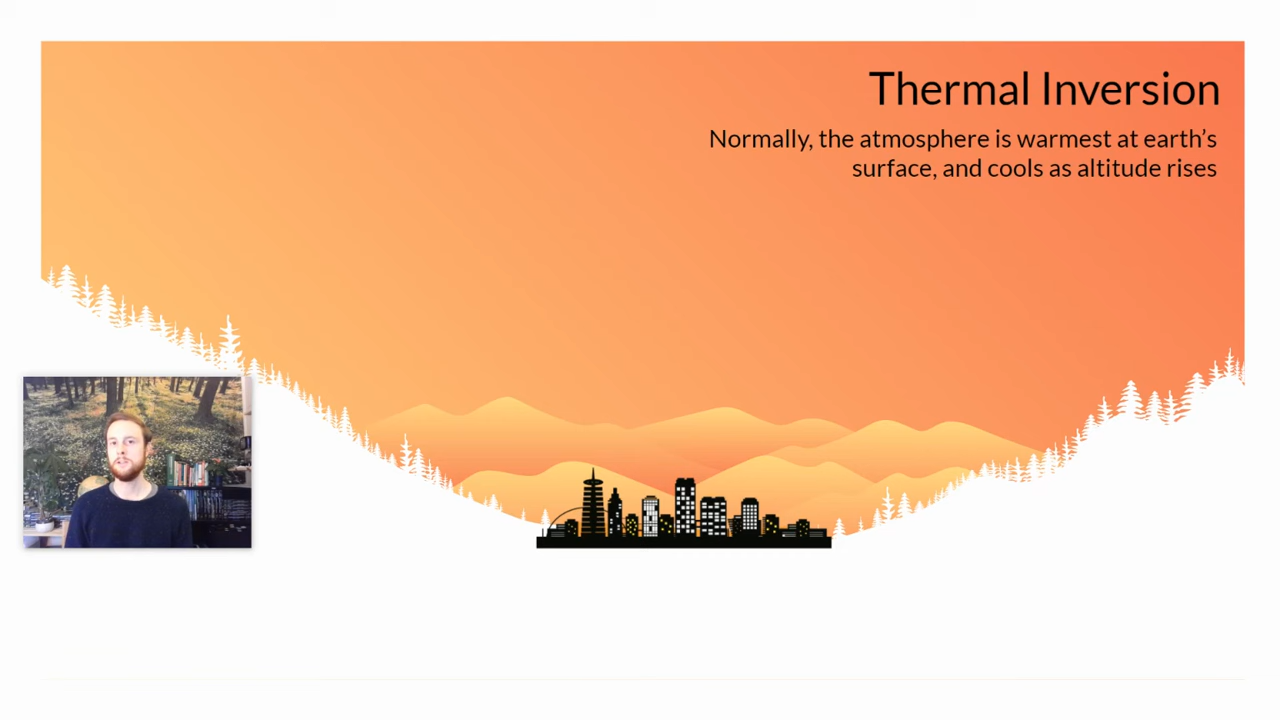 Thermal Inversion
Normally, the atmosphere is warmest at earth’s
surface, and cools as altitude rises